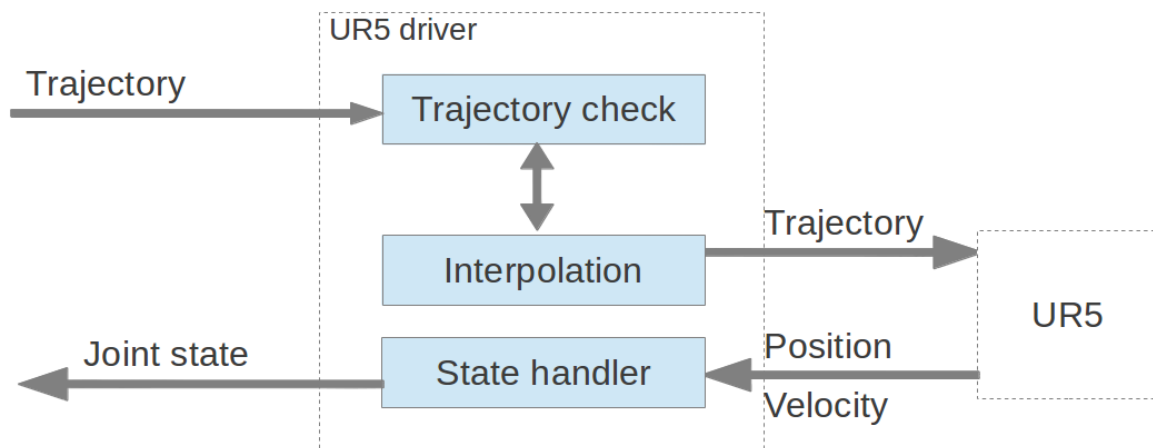 UR5 driver
Trajectory
Trajectory check
Trajectory
Interpolation
UR5
Position
Joint state
State handler
Velocity